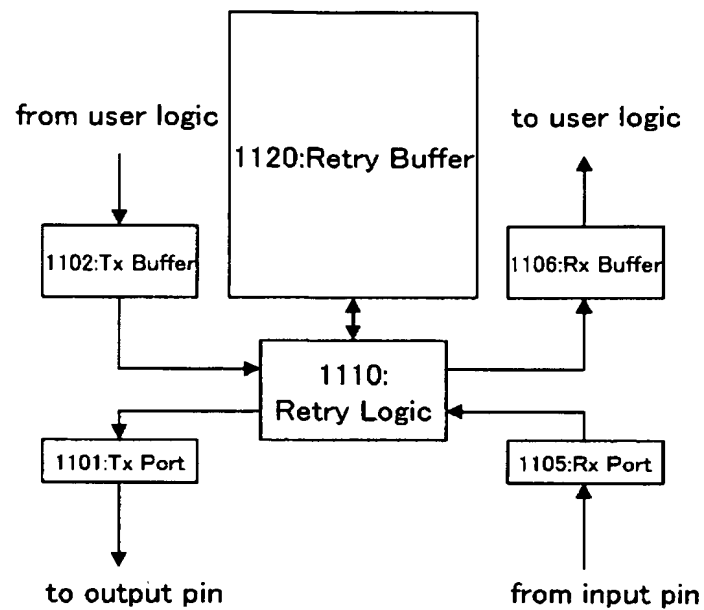 from user logic
to user logic
1120:Retry Buffer
1102:Tx Buffer
1106:Rx Buffer
1110:
Retry Logic
1101:Tx Port
1105:Rx Port
to output pin
from input pin